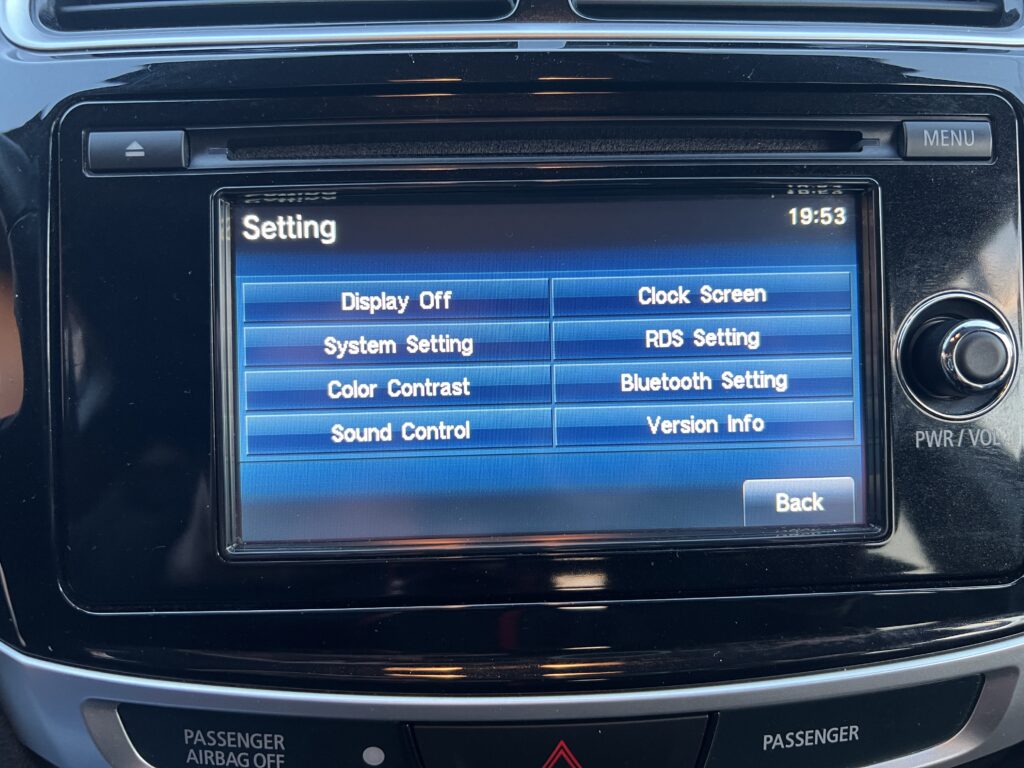 MENU
Setting
19:53
Display Off
Clock Screen
System Setting
RDS Setting
Color Contrast
Bluetooth Setting
Sound Control
Version Info
PWR / VOL
Back
PASSENGER
AIRBAG OFF
PASSENGER